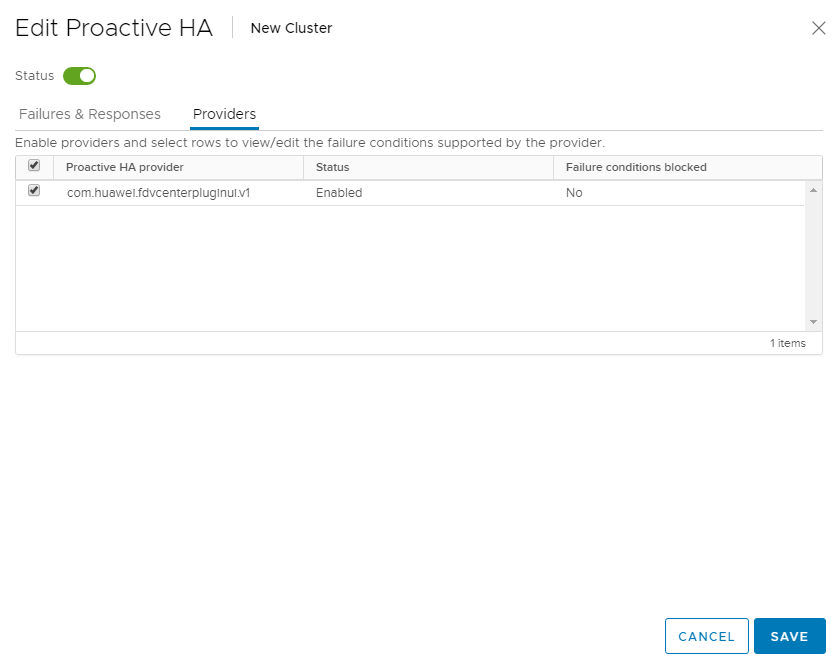 Edit Proactive HA New Cluster
Status
Failures & Responses Providers
Enable providers and select rows to view/edit the failure conditions supported by the provider.
Proactive HA provider Status Failure conditions blocked
com.huawei.fdvcenterpluginui.v1 Enabled No
1 items
CANCEL SAVE